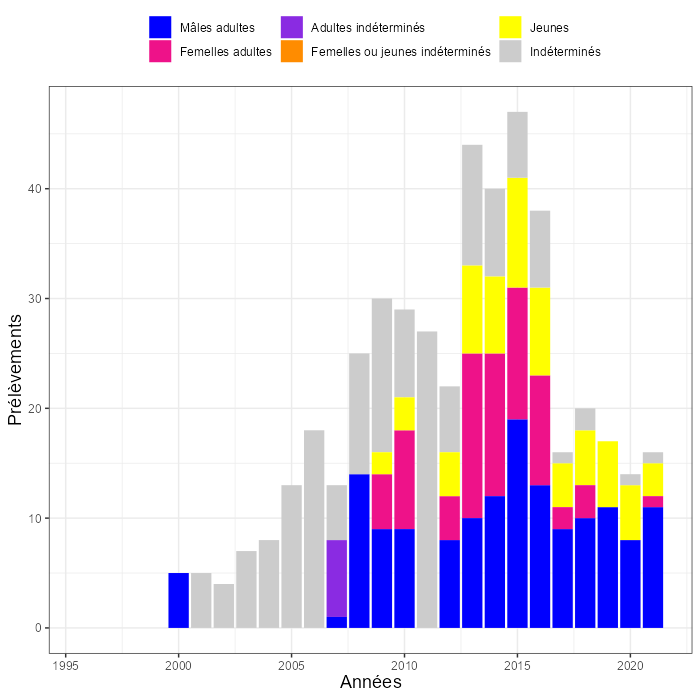 Mâles adultes Adultes indéterminés Jeunes
Femelles adultes Femelles ou jeunes indéterminés Indéterminés
Prélèvements
40
30
20
10
0
1995 2000 2005 2010 2015 2020
Années